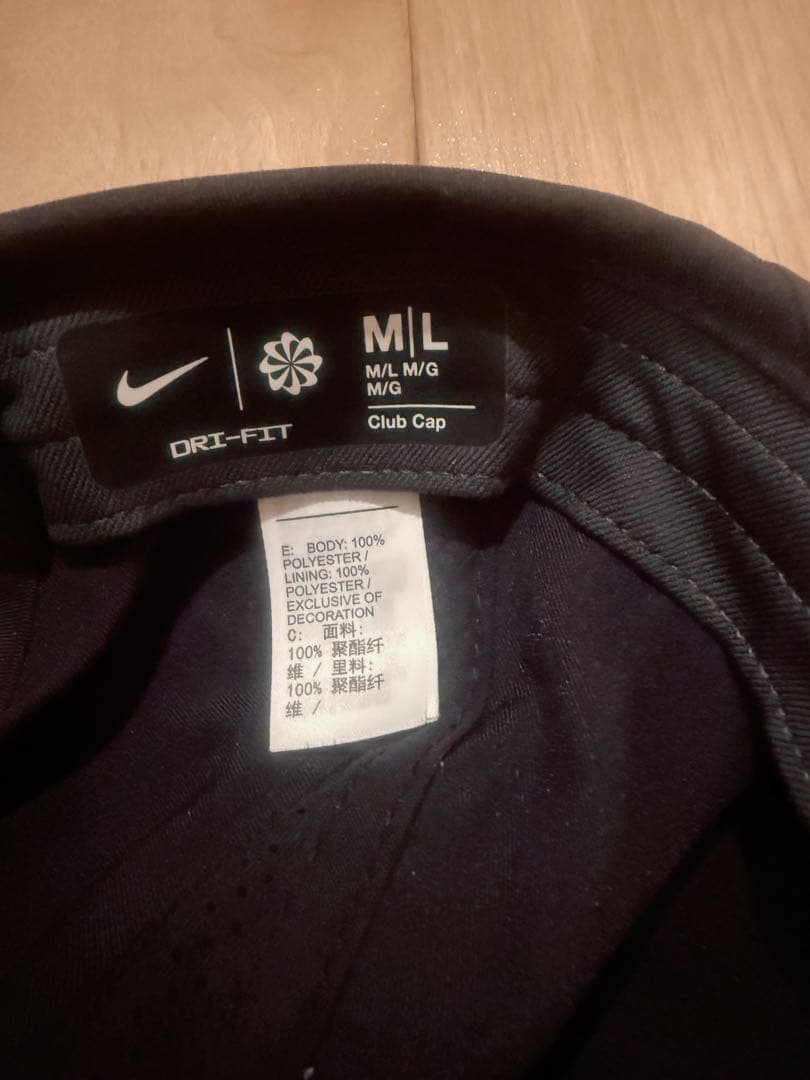 M|L
M/L M/G
M/G
Club Cap
DRI-FIT
E: BODY: 100%
POLYESTER /
LINING: 100%
POLYESTER /
EXCLUSIVE OF
DECORATION
C: 面料:
100% 聚酯纤
维 / 里料:
100% 聚酯纤
维 /